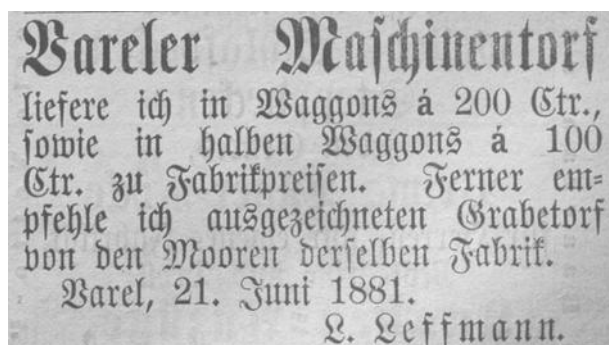 Vareler Maschinentorf
liefere ich in Waggons á 200 Ctr.,
sowie in halben Waggons á 100
Ctr. zu Fabrikpreisen. Ferner em-
pfehle ich ausgezeichneten Grabetorf
von den Mooren derselben Fabrik.
Varel, 21. Juni 1881.
L. Leffmann.